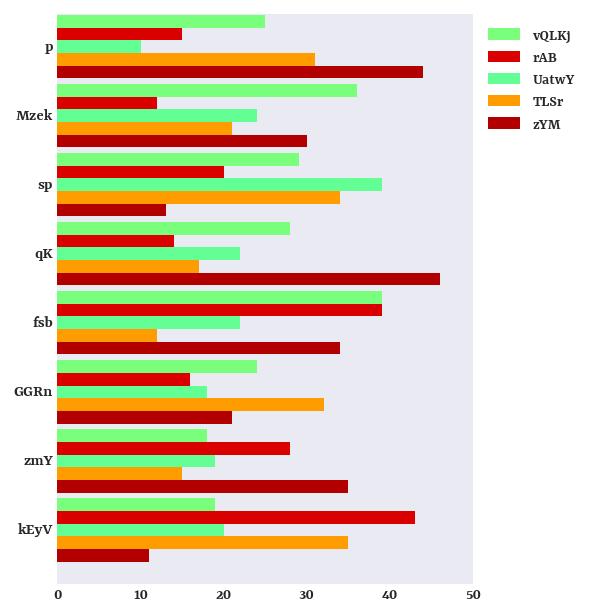 p
Mzek
sp
qK
fsb
GGRn
zmY
kEyV
0 10 20 30 40 50
vQLKj
rAB
UatwY
TLSr
zYM